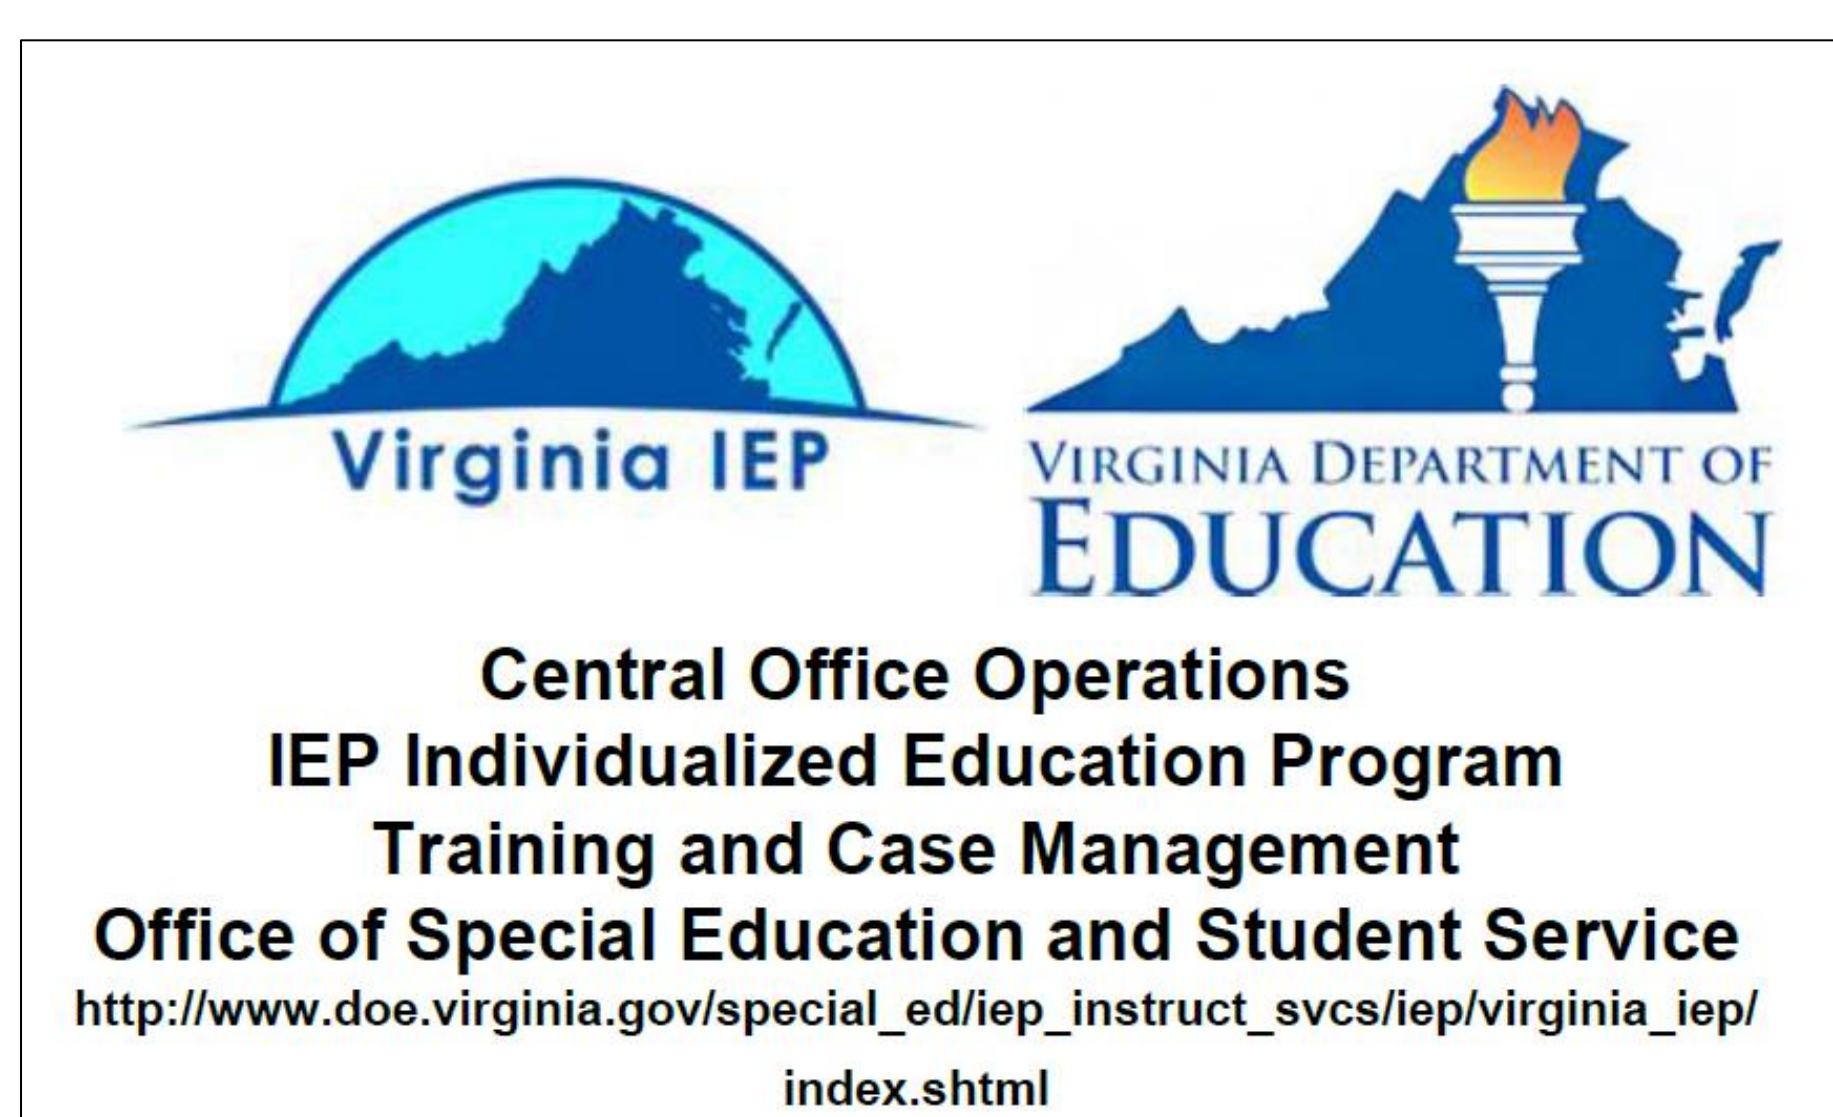 Virginia IEP
VIRGINIA DEPARTMENT OF
EDUCATION
Central Office Operations
IEP Individualized Education Program
Training and Case Management
Office of Special Education and Student Service
http://www.doe.virginia.gov/special_ed/iep_instruct_svcs/iep/virginia_iep/
index.shtml